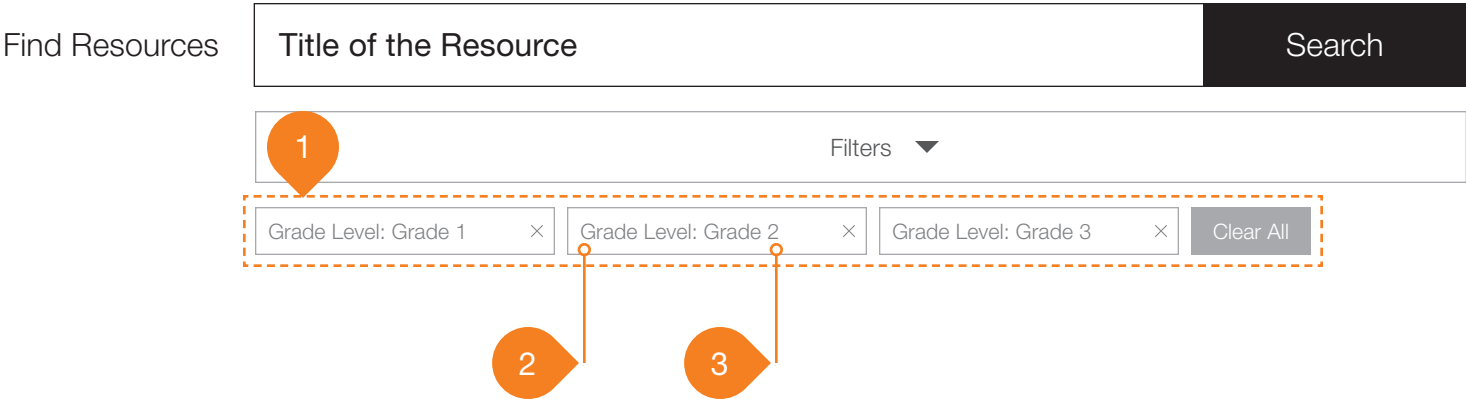 Find Resources
Title of the Resource
Search
1
Filters
Grade Level: Grade 1 ×
Grade Level: Grade 2 ×
Grade Level: Grade 3 ×
Clear All
2
3